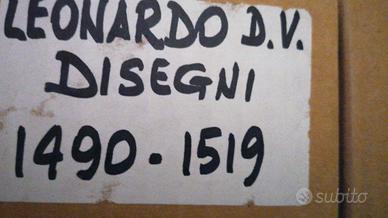 LEONARDO D.V.
DISEGNI
1490-1519
subito